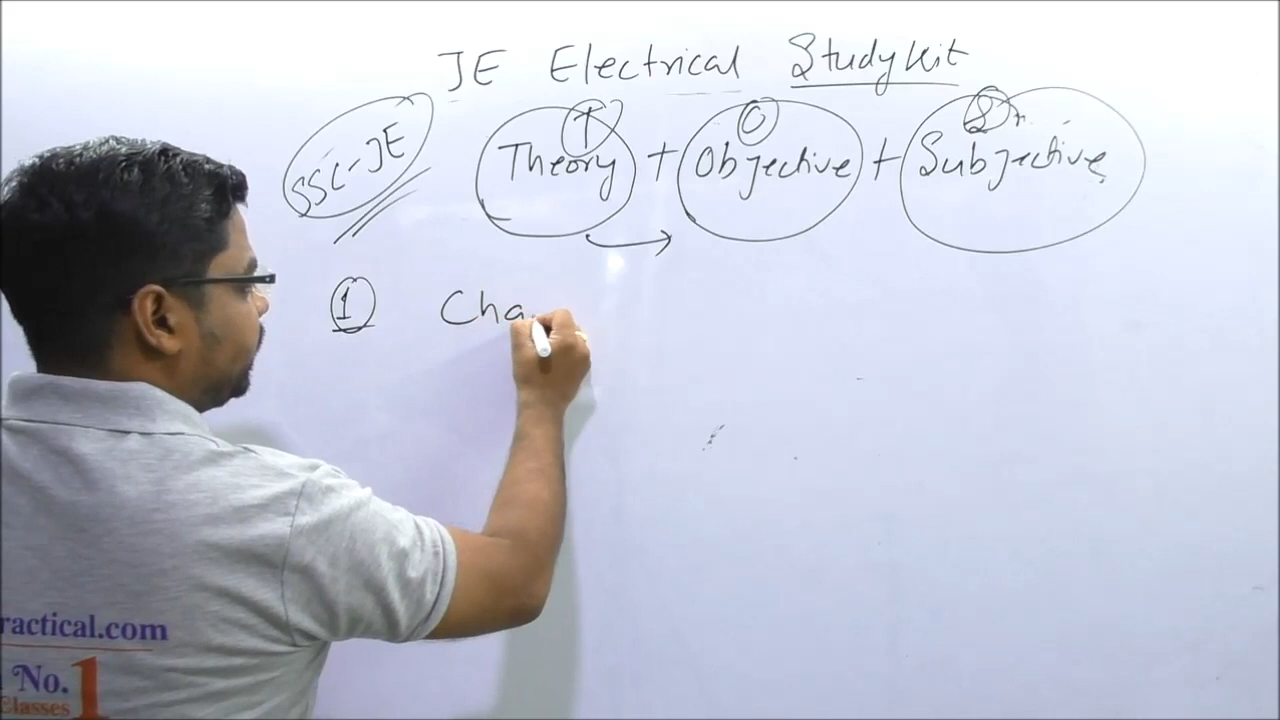 JE Electrical Study Kit
SSC-JE
T O S
Theory + Objective + Subjective
1 Cha
ractical.com
No. 1
Classes